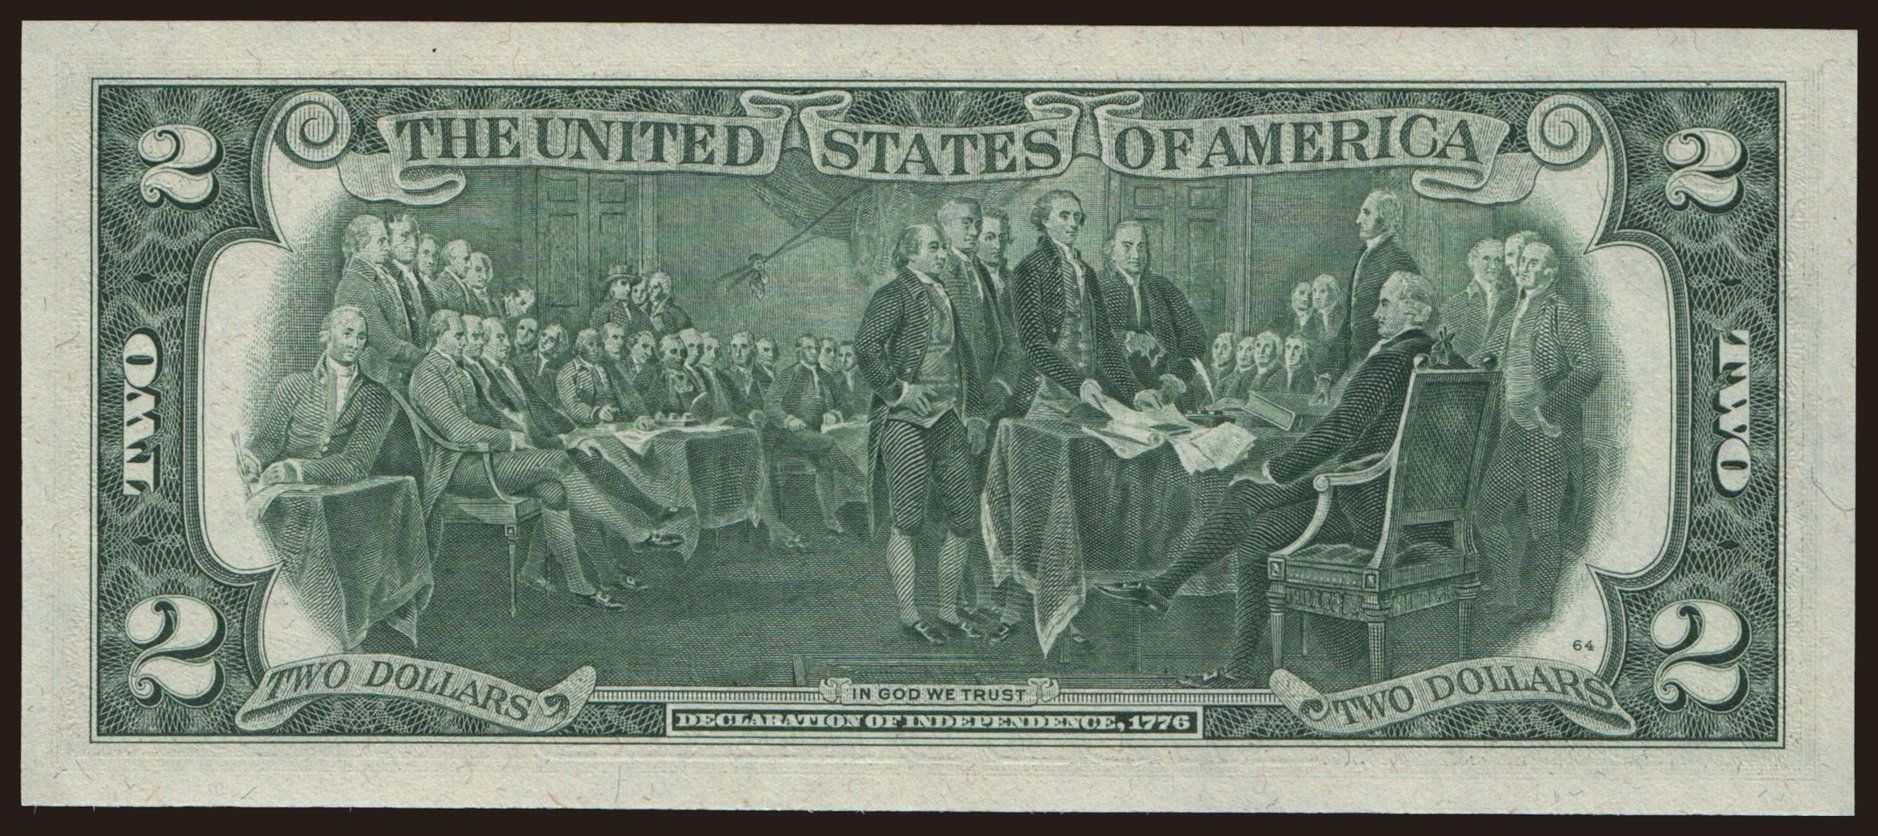 THE UNITED STATES OF AMERICA
2
2
TWO
TWO
2
2
64
TWO DOLLARS
TWO DOLLARS
IN GOD WE TRUST
DECLARATION OF INDEPENDENCE, 1776